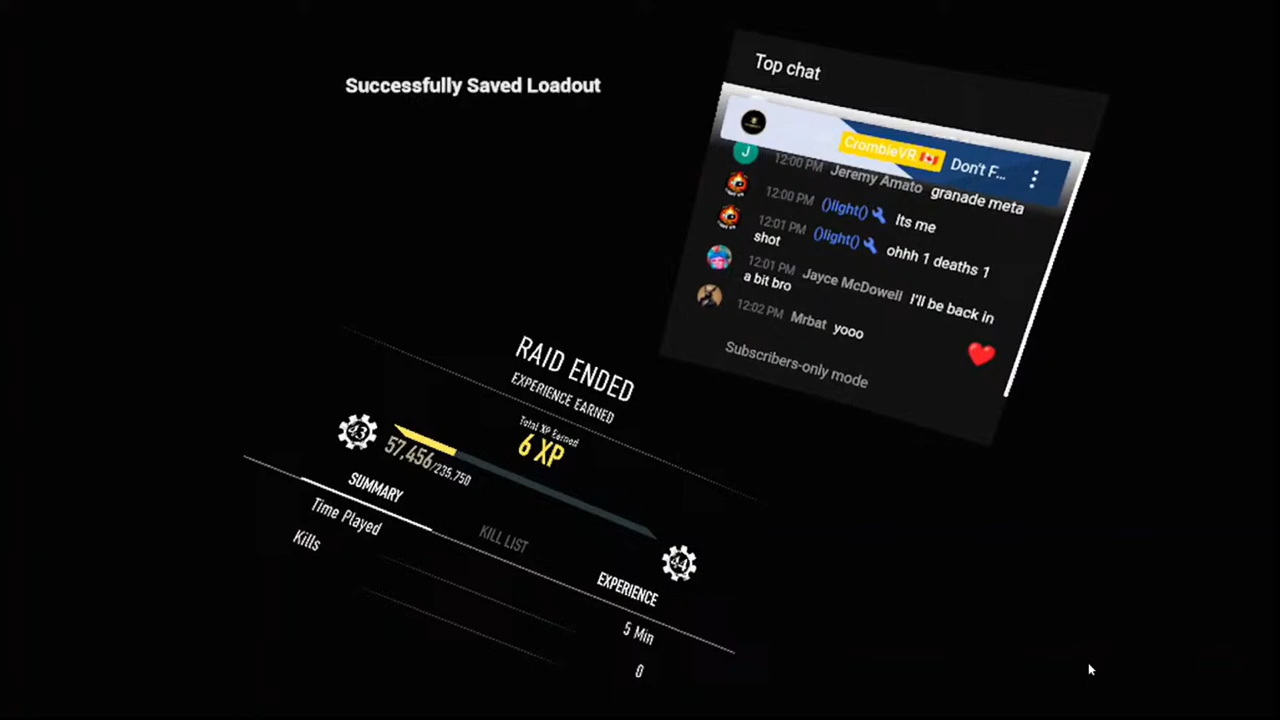 Successfully Saved Loadout
Top chat
CrombieVR Don't F...
J
12:00 PM Jeremy Amato granade meta
12:00 PM ()light() Its me
12:01 PM ()light() ohhh 1 deaths 1
shot
12:01 PM Jayce McDowell I'll be back in
a bit bro
12:02 PM Mrbat yooo
Subscribers-only mode
RAID ENDED
EXPERIENCE EARNED
Total XP Earned
6 XP
43
57,456/235,750
44
SUMMARY
KILL LIST
EXPERIENCE
Time Played 5 Min
Kills 0